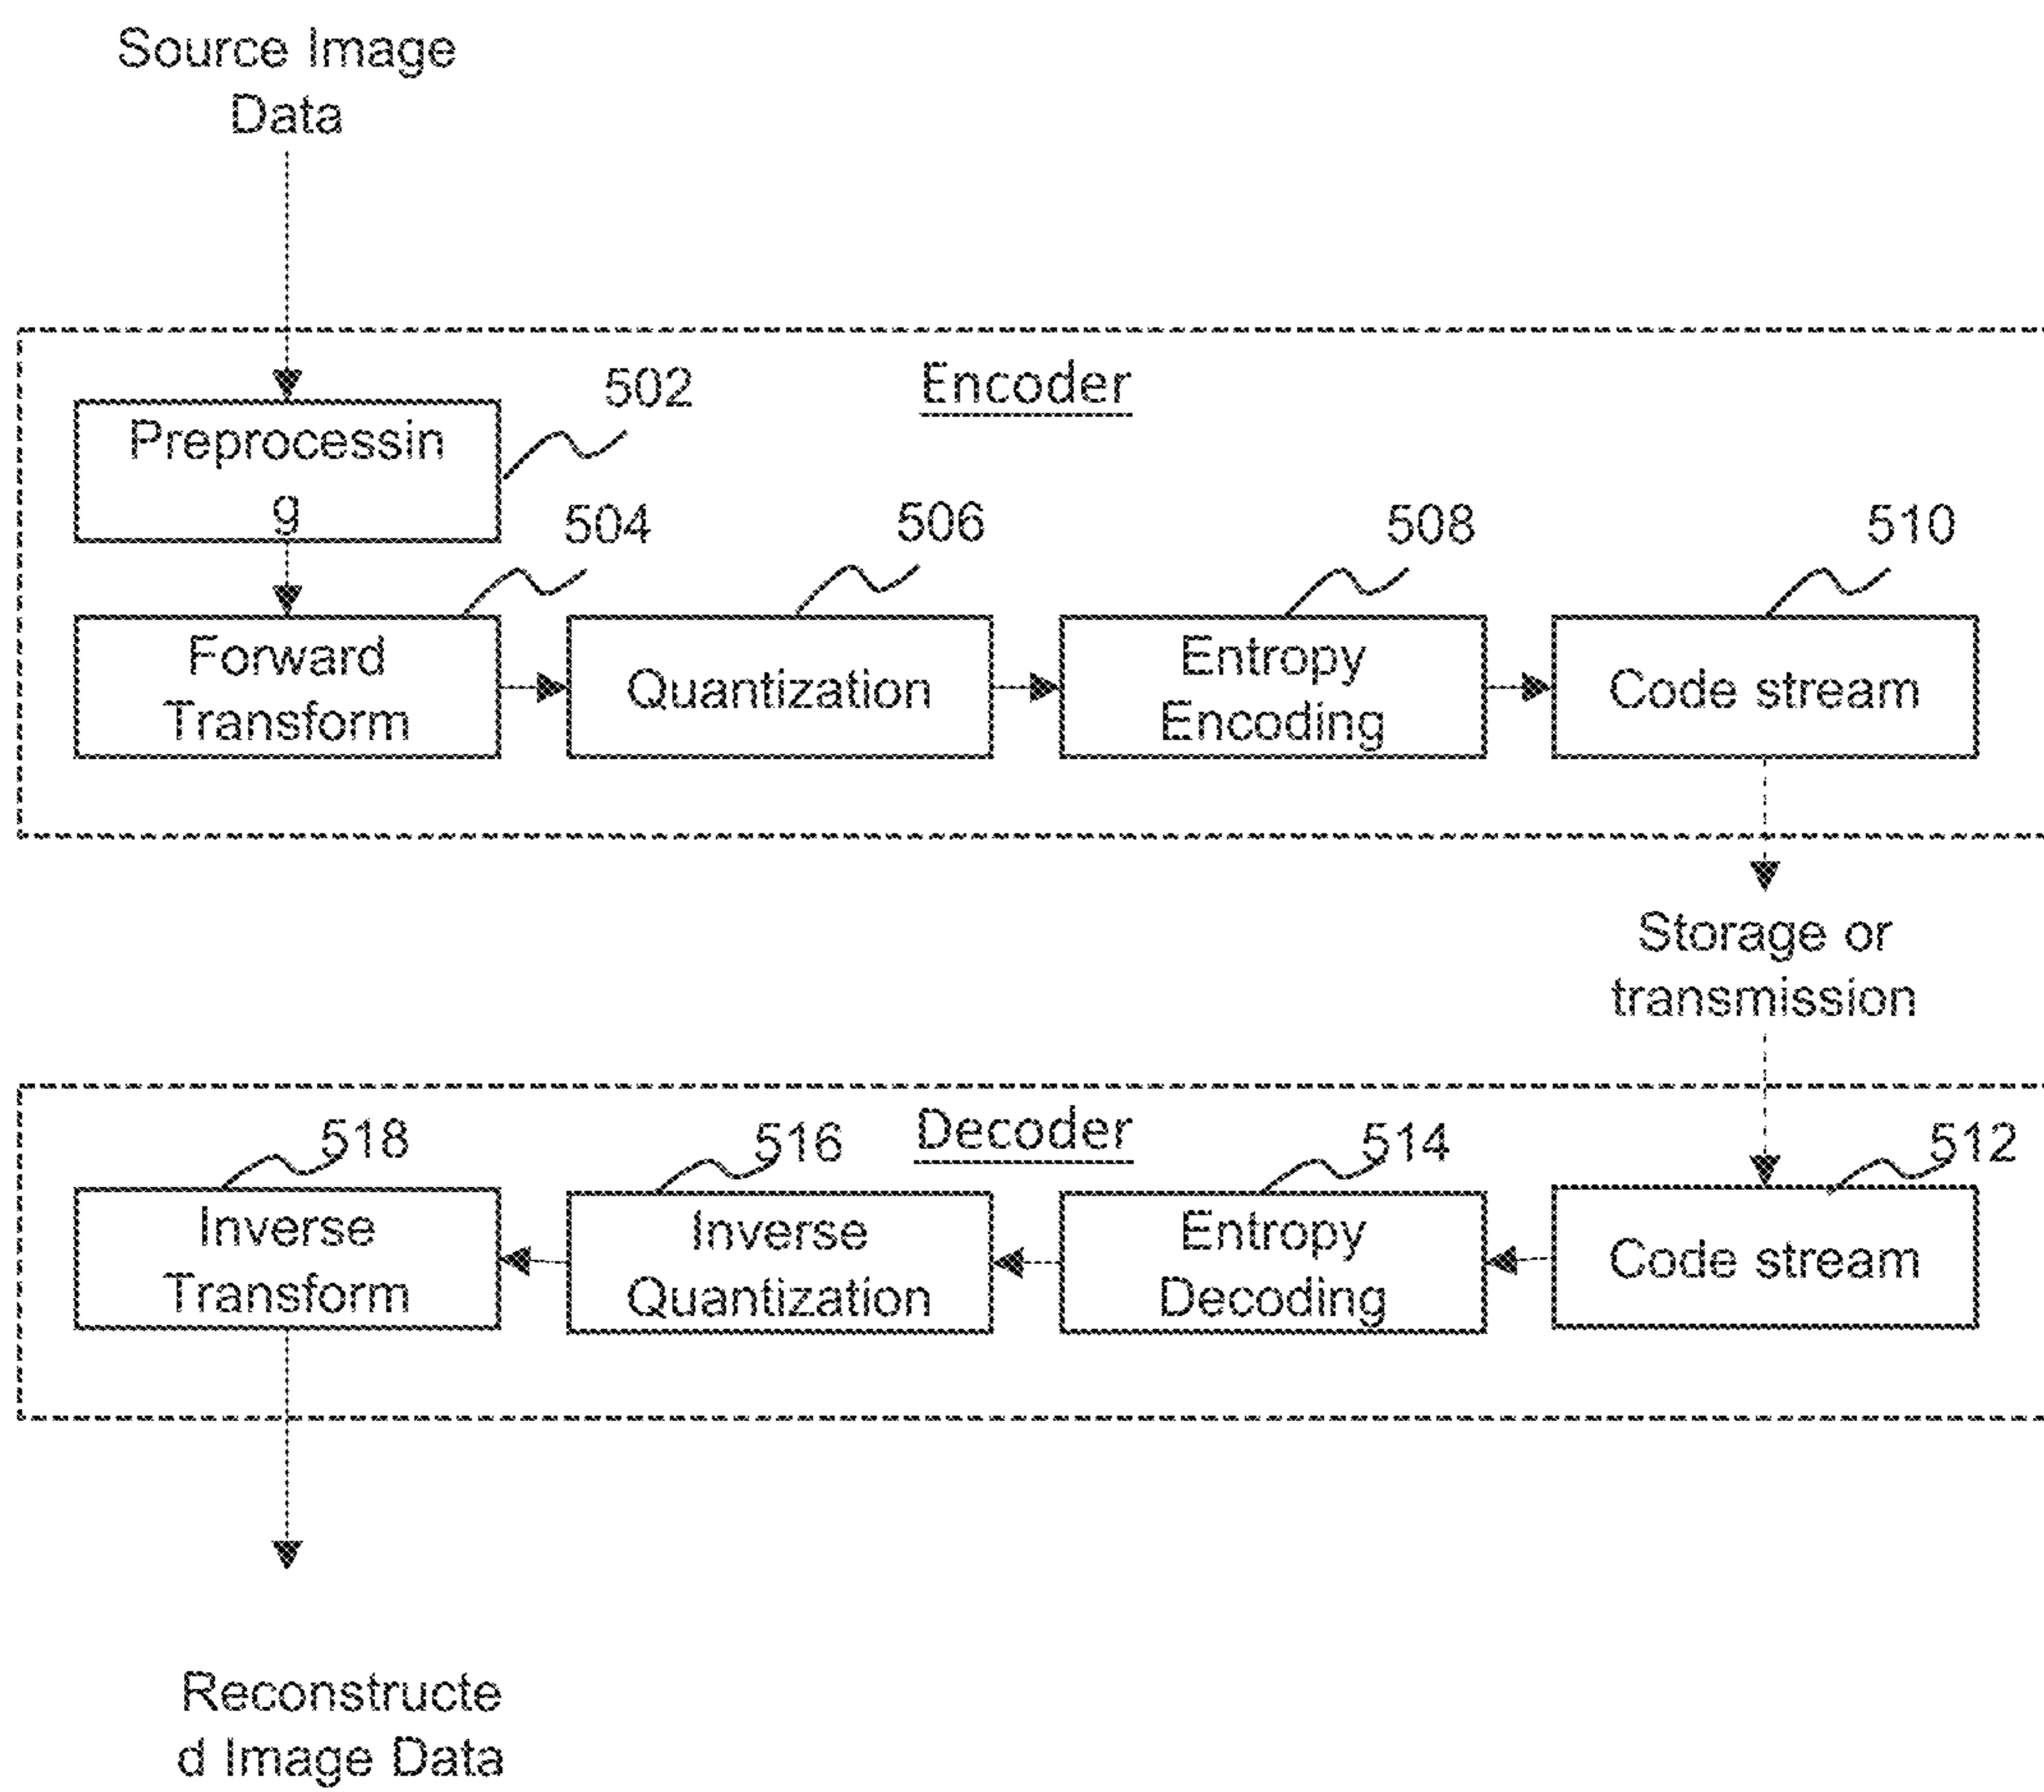 Source Image
Data
Encoder
502
Preprocessin
g
504
506
508
510
Forward
Transform
Quantization
Entropy
Encoding
Code stream
Storage or
transmission
Decoder
518
516
514
512
Inverse
Transform
Inverse
Quantization
Entropy
Decoding
Code stream
Reconstructe
d Image Data